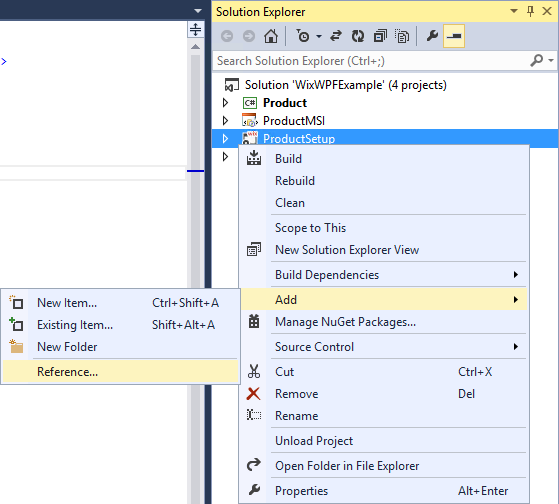 Solution Explorer
Search Solution Explorer (Ctrl+;)
>
Solution 'WixWPFExample' (4 projects)
C# Product
ProductMSI
ProductSetup
Build
Rebuild
Clean
Scope to This
New Solution Explorer View
Build Dependencies
Add
Manage NuGet Packages...
Source Control
Cut Ctrl+X
Remove Del
Rename
Unload Project
Open Folder in File Explorer
Properties Alt+Enter
New Item... Ctrl+Shift+A
Existing Item... Shift+Alt+A
New Folder
Reference...